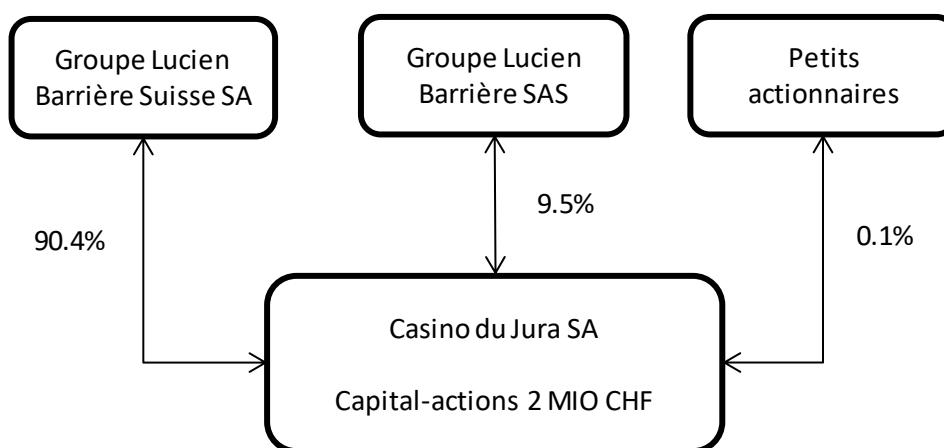 Groupe Lucien
Barrière Suisse SA
Groupe Lucien
Barrière SAS
Petits
actionnaires
90.4%
9.5%
0.1%
Casino du Jura SA
Capital-actions 2 MIO CHF